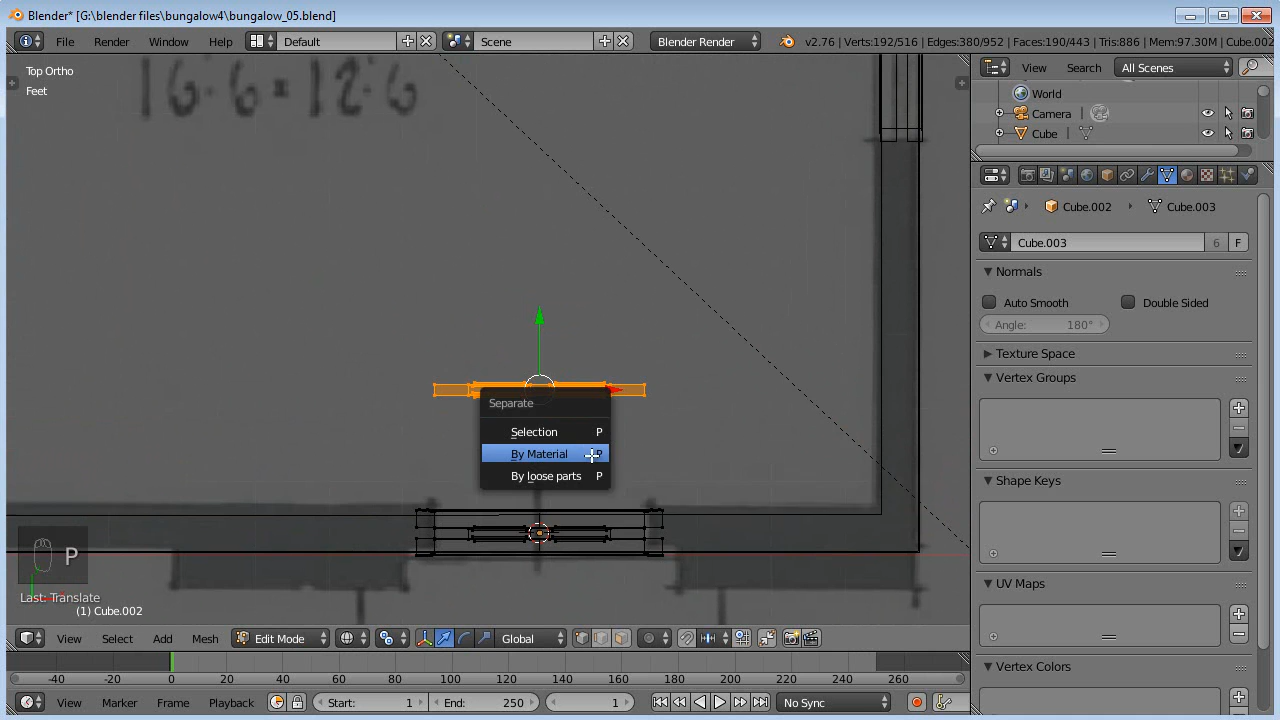 Blender* [G:\blender files\bungalow4\bungalow_05.blend]
File Render Window Help Default Scene Blender Render v2.76 | Verts:192/516 | Edges:380/952 | Faces:190/443 | Tris:886 | Mem:97.30M | Cube.002
Top Ortho
Feet
16·6=12·6
View Search All Scenes
World
Camera
Cube
Cube.002 Cube.003
Cube.003 6 F
Normals
Auto Smooth Double Sided
Angle: 180°
Texture Space
Vertex Groups
Shape Keys
UV Maps
Vertex Colors
Separate
Selection P
By Material P
By loose parts P
P
Last: Translate
(1) Cube.002
View Select Add Mesh Edit Mode Global
-40 -20 0 20 40 60 80 100 120 140 160 180 200 220 240 260
View Marker Frame Playback Start: 1 End: 250 1 No Sync